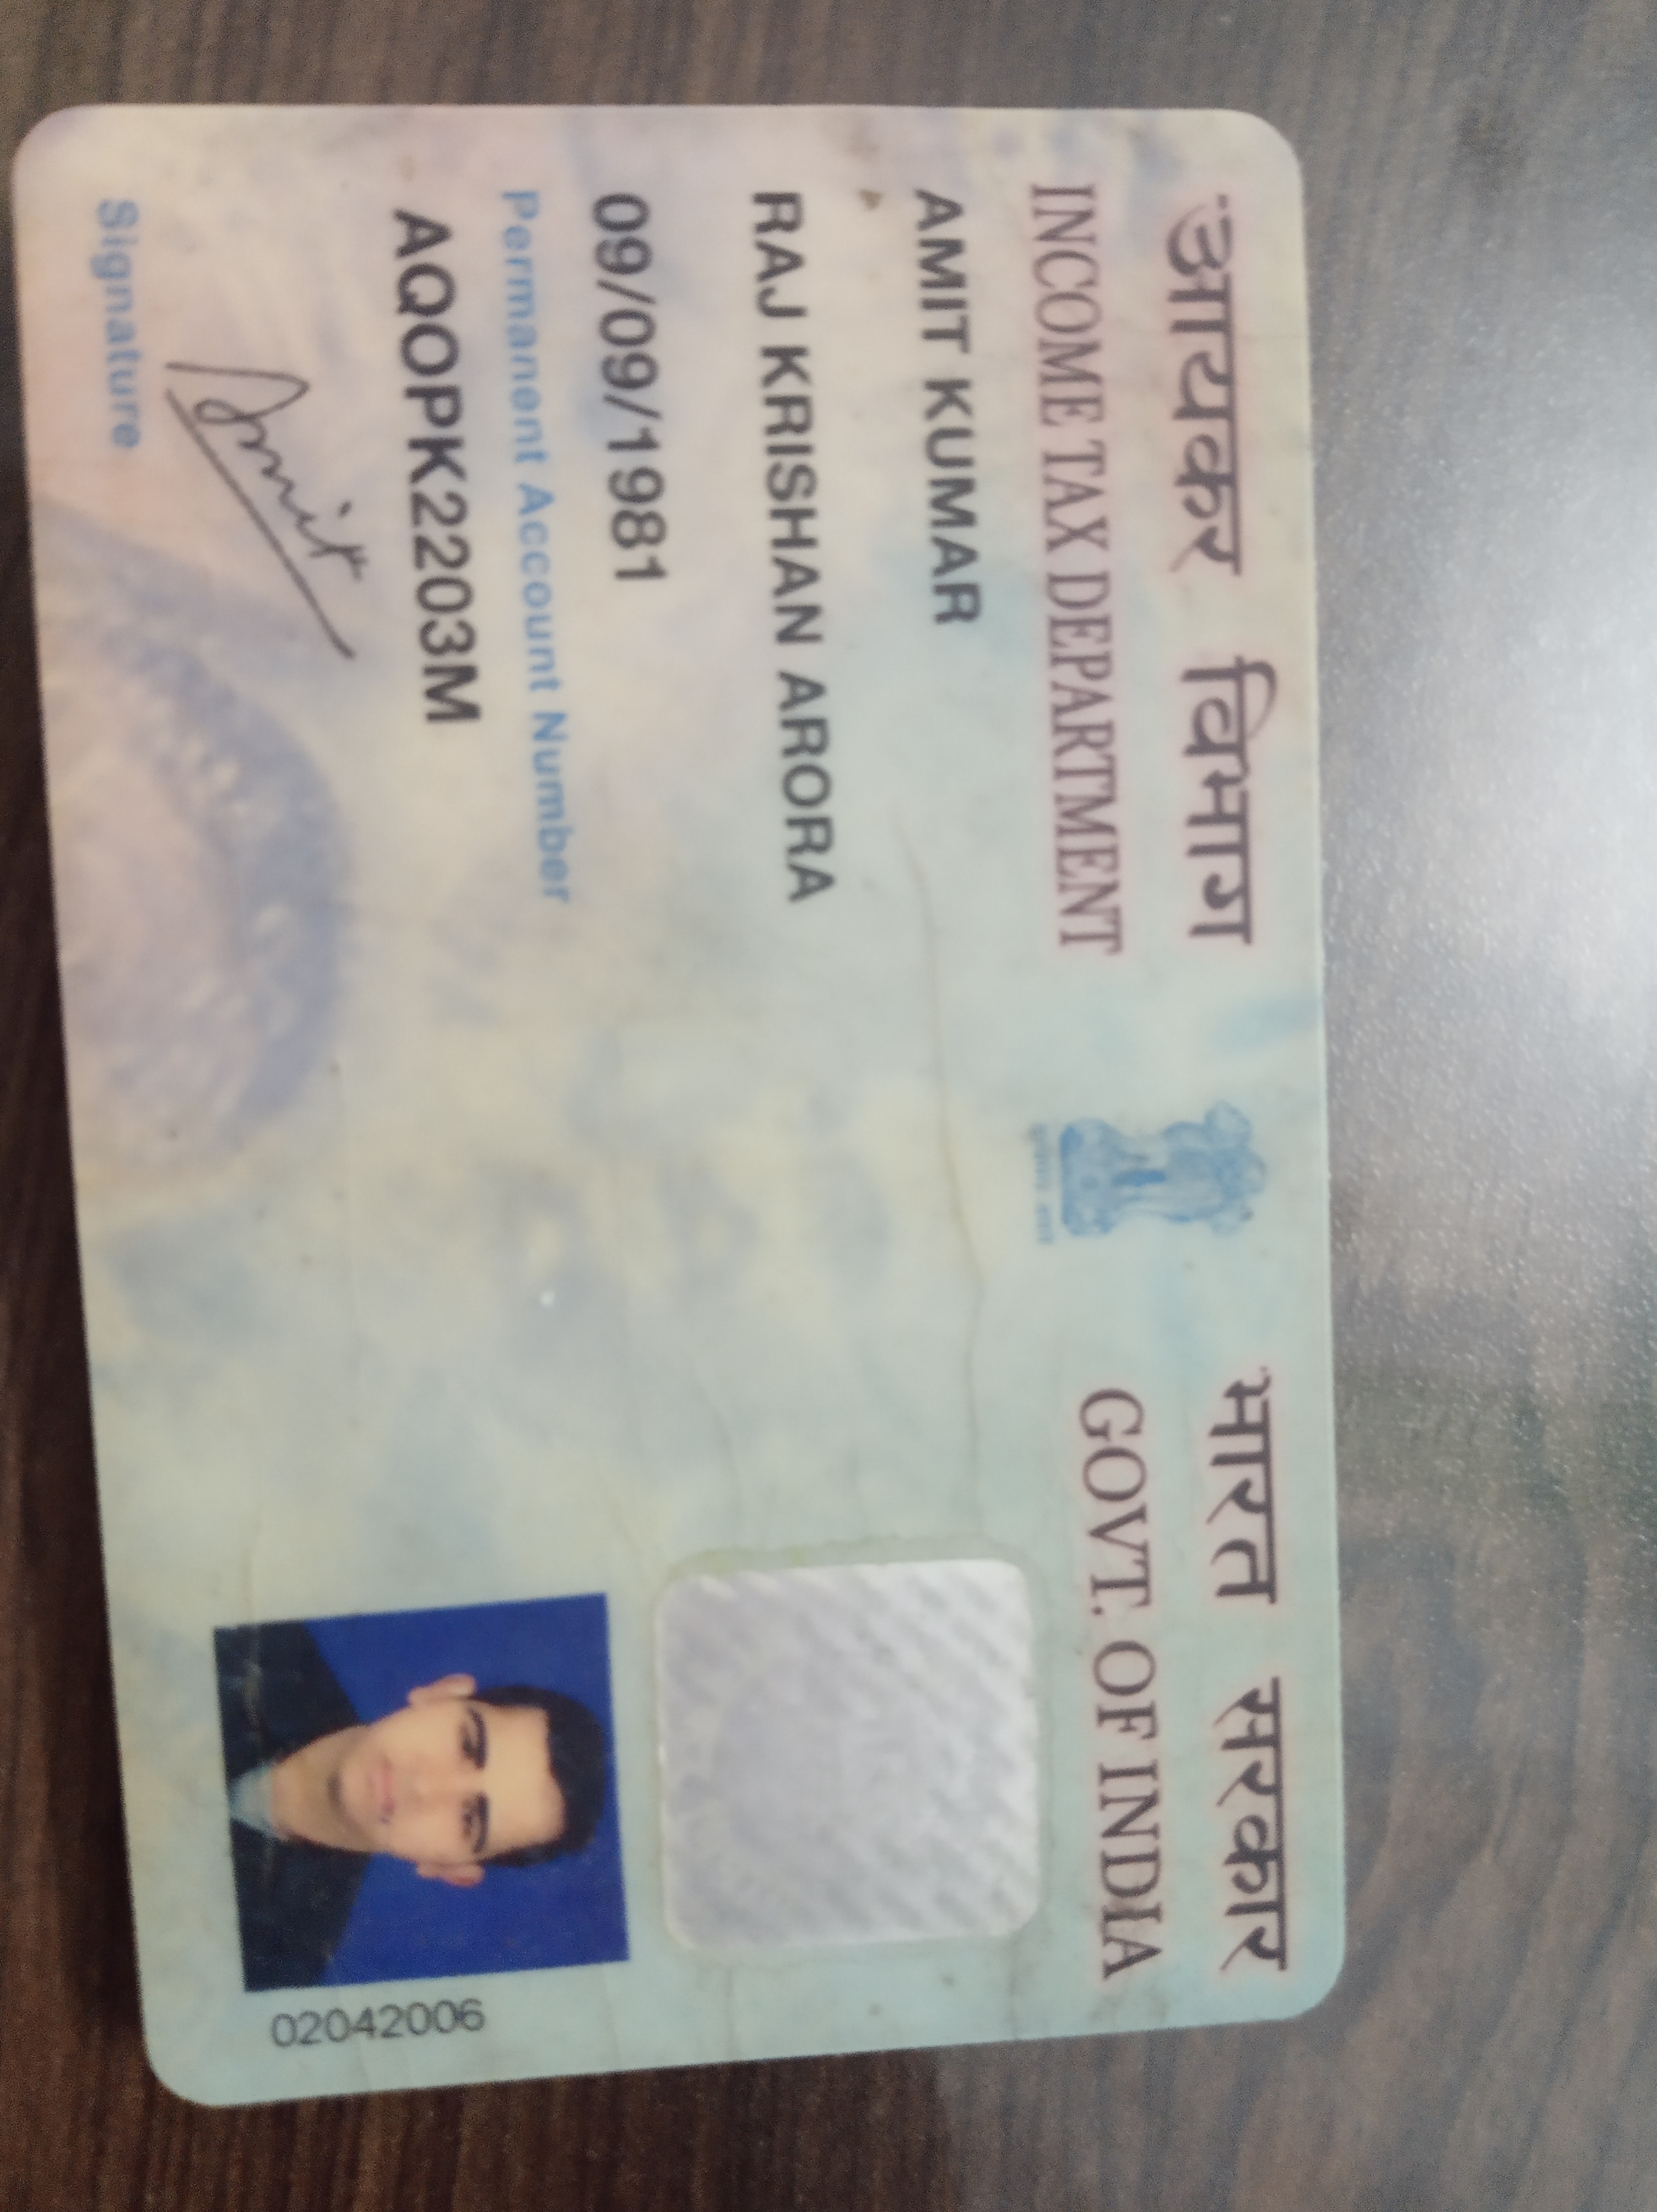 आयकर विभाग
INCOME TAX DEPARTMENT
भारत सरकार
GOVT. OF INDIA
AMIT KUMAR
RAJ KRISHAN ARORA
09/09/1981
Permanent Account Number
AQOPK2203M
Amit
Signature
02042006